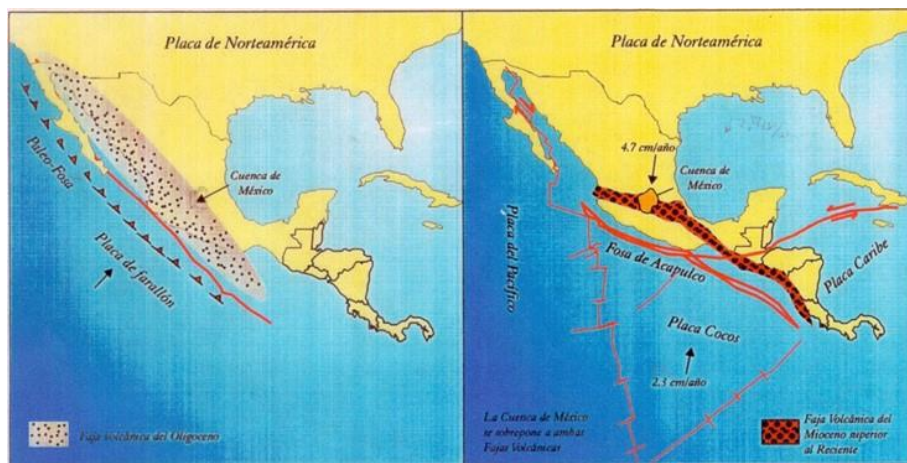 Placa de Norteamérica
Paleo-Fosa
Cuenca de
México
Placa de farallón
Faja Volcánica del Oligoceno
Placa de Norteamérica
4.7 cm/año
Cuenca de
México
Placa del Pacífico
Fosa de Acapulco
Placa Caribe
Placa Cocos
2.3 cm/año
La Cuenca de México
se sobrepone a ambas
Fajas Volcánicas
Faja Volcánica del
Mioceno superior
al Reciente